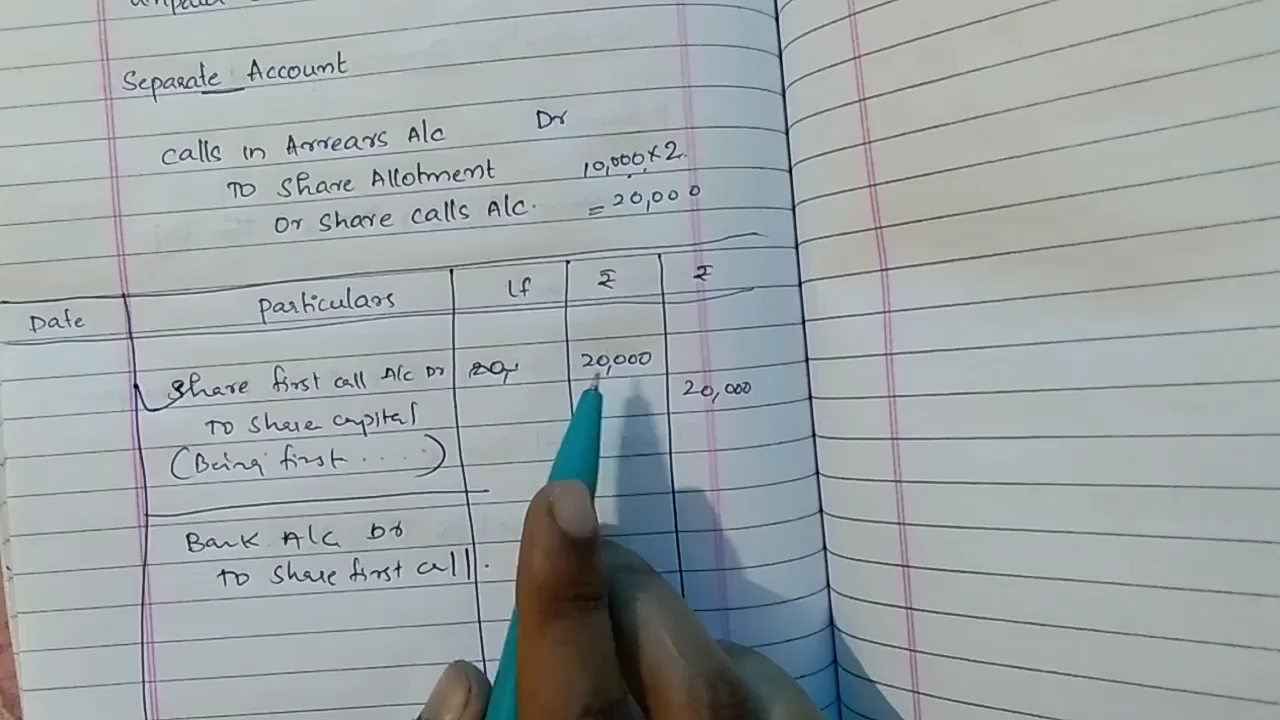 Separate Account
Calls in Arrears A/c Dr
To Share Allotment 10,000 x 2
Or Share calls A/c. = 20,000
Date Particulars Lf ₹ ₹
Share first call A/c Dr 20,000
To Share capital 20,000
(Being first ....)
Bank A/c Dr
To Share first call.